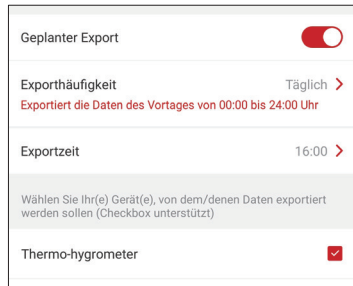 Geplanter Export
Exporthäufigkeit
Täglich
Exportiert die Daten des Vortages von 00:00 bis 24:00 Uhr
Exportzeit
16:00
Wählen Sie Ihr(e) Gerät(e), von dem/denen Daten exportiert
werden sollen (Checkbox unterstützt)
Thermo-hygrometer